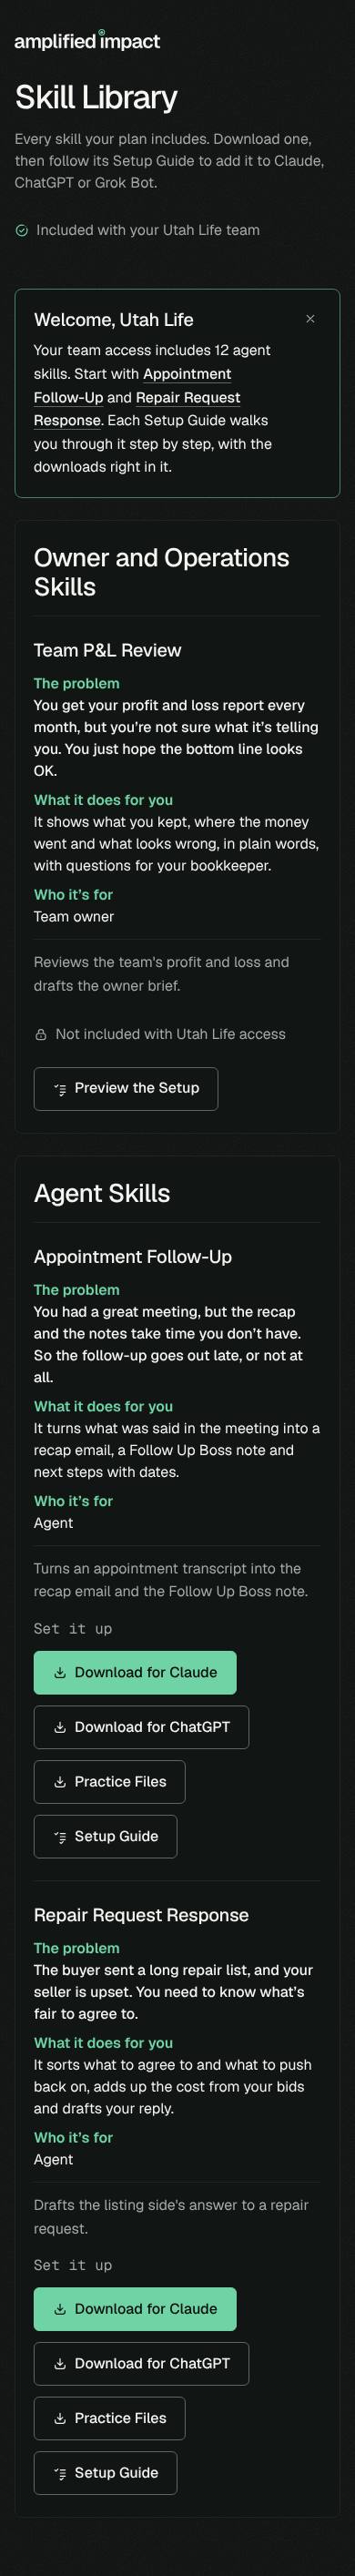 amplified impact
Skill Library
Every skill your plan includes. Download one,
then follow its Setup Guide to add it to Claude,
ChatGPT or Grok Bot.
Included with your Utah Life team
Welcome, Utah Life
Your team access includes 12 agent
skills. Start with Appointment
Follow-Up and Repair Request
Response. Each Setup Guide walks
you through it step by step, with the
downloads right in it.
Owner and Operations
Skills
Team P&L Review
The problem
You get your profit and loss report every
month, but you’re not sure what it’s telling
you. You just hope the bottom line looks
OK.
What it does for you
It shows what you kept, where the money
went and what looks wrong, in plain words,
with questions for your bookkeeper.
Who it’s for
Team owner
Reviews the team's profit and loss and
drafts the owner brief.
Not included with Utah Life access
Preview the Setup
Agent Skills
Appointment Follow-Up
The problem
You had a great meeting, but the recap
and the notes take time you don’t have.
So the follow-up goes out late, or not at
all.
What it does for you
It turns what was said in the meeting into a
recap email, a Follow Up Boss note and
next steps with dates.
Who it’s for
Agent
Turns an appointment transcript into the
recap email and the Follow Up Boss note.
Set it up
Download for Claude
Download for ChatGPT
Practice Files
Setup Guide
Repair Request Response
The problem
The buyer sent a long repair list, and your
seller is upset. You need to know what’s
fair to agree to.
What it does for you
It sorts what to agree to and what to push
back on, adds up the cost from your bids
and drafts your reply.
Who it’s for
Agent
Drafts the listing side's answer to a repair
request.
Set it up
Download for Claude
Download for ChatGPT
Practice Files
Setup Guide